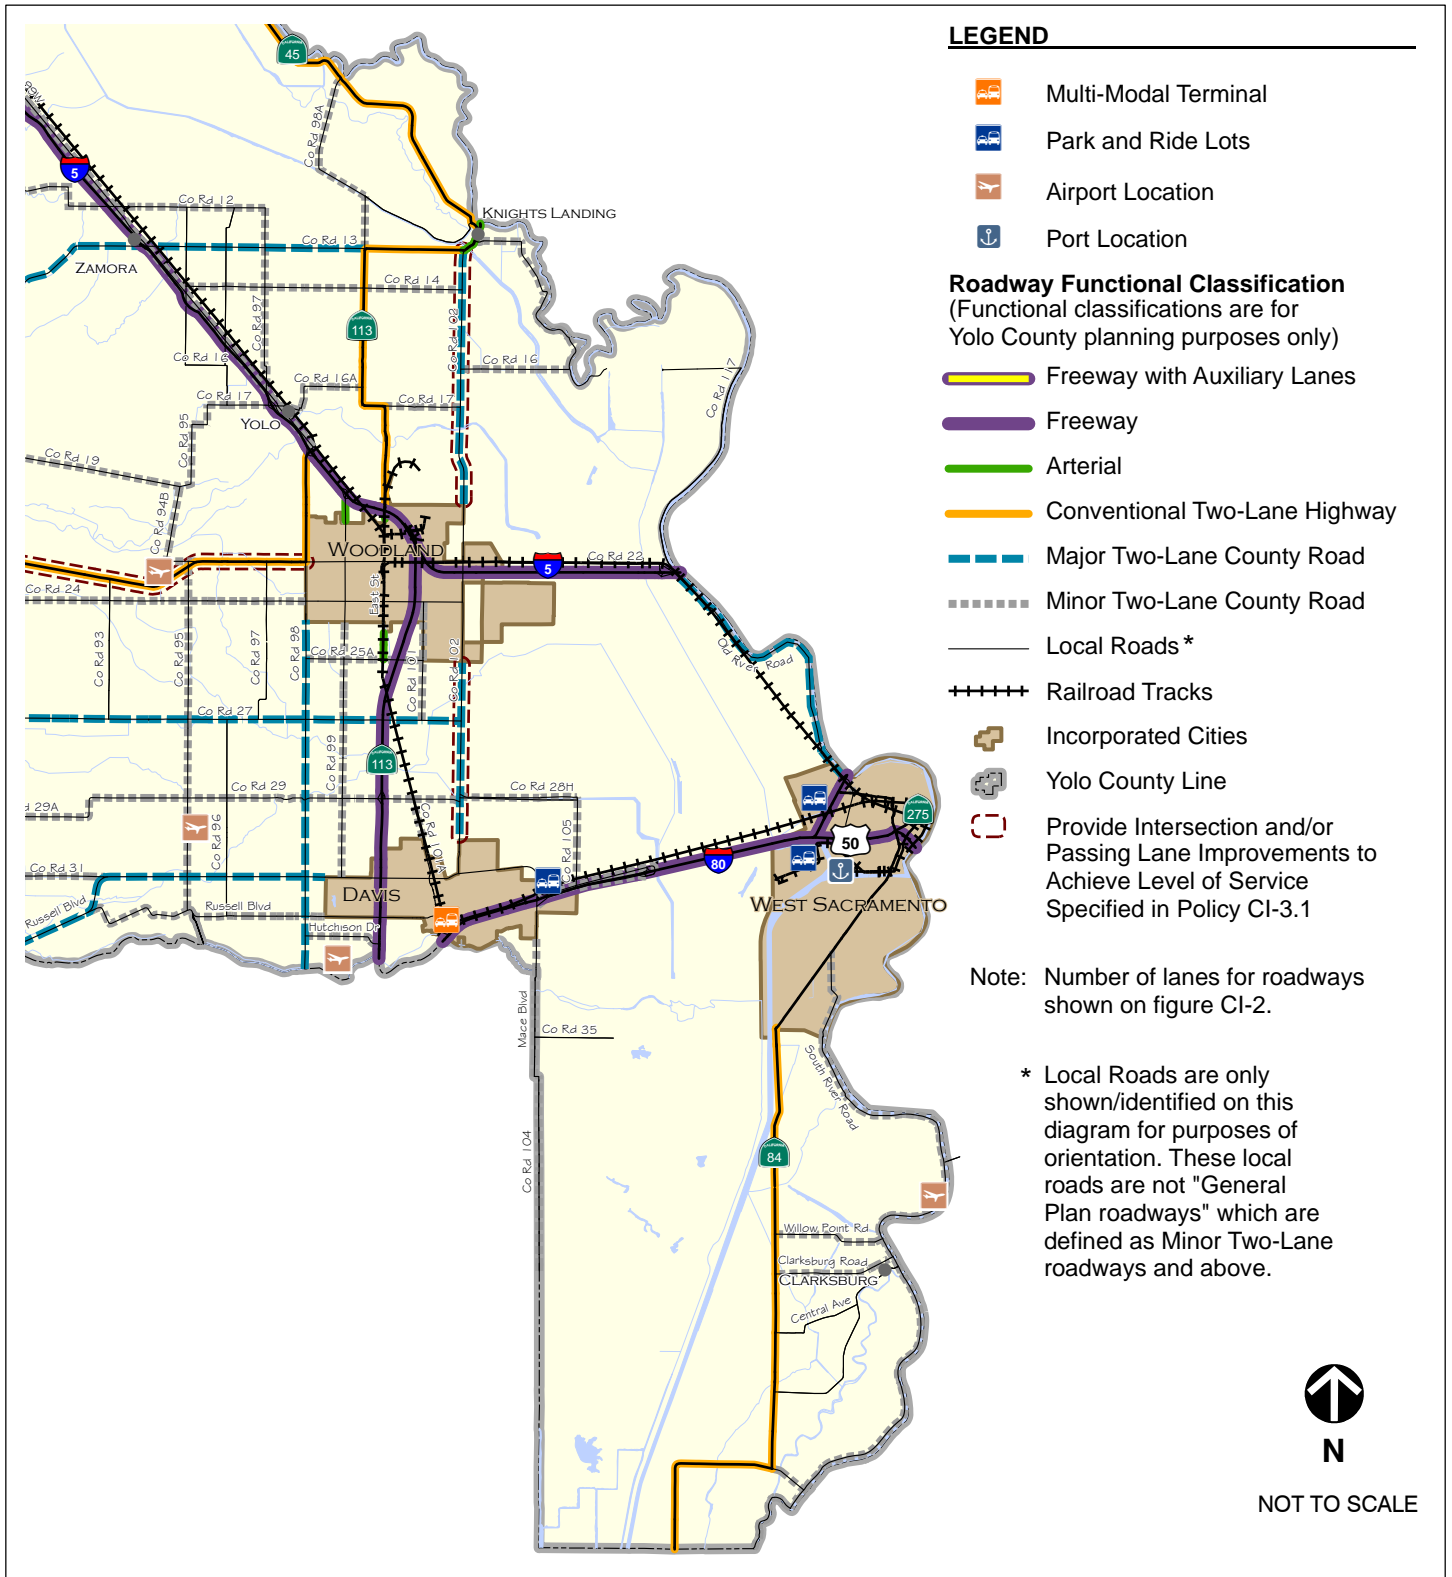 LEGEND
Multi-Modal Terminal
Park and Ride Lots
Airport Location
Port Location
Roadway Functional Classification
(Functional classifications are for
Yolo County planning purposes only)
Freeway with Auxiliary Lanes
Freeway
Arterial
Conventional Two-Lane Highway
Major Two-Lane County Road
Minor Two-Lane County Road
Local Roads *
Railroad Tracks
Incorporated Cities
Yolo County Line
Provide Intersection and/or
Passing Lane Improvements to
Achieve Level of Service
Specified in Policy CI-3.1
Note: Number of lanes for roadways
shown on figure CI-2.
* Local Roads are only
shown/identified on this
diagram for purposes of
orientation. These local
roads are not "General
Plan roadways" which are
defined as Minor Two-Lane
roadways and above.
N
NOT TO SCALE
CALIFORNIA
45
Co Rd 98A
5
Co Rd 12
KNIGHTS LANDING
Co Rd 13
ZAMORA
Co Rd 14
Co Rd 97
CALIFORNIA
113
Co Rd 102
Co Rd 16
Co Rd 16
Co Rd 117
Co Rd 16A
Co Rd 17
Co Rd 17
YOLO
Co Rd 95
Co Rd 19
Co Rd 94B
WOODLAND
Co Rd 22
5
Co Rd 24
East St
Co Rd 93
Co Rd 95
Co Rd 97
Co Rd 98
Co Rd 25A
Co Rd 101
Co Rd 102
Old River Road
Co Rd 27
Co Rd 99
CALIFORNIA
113
Co Rd 29
Co Rd 28H
d 29A
Co Rd 96
Co Rd 101A
Co Rd 105
CALIFORNIA
275
50
80
Co Rd 31
DAVIS
WEST SACRAMENTO
Russell Blvd
Russell Blvd
Hutchison Dr
Mace Blvd
Co Rd 35
South River Road
Co Rd 104
CALIFORNIA
84
Willow Point Rd
Clarksburg Road
CLARKSBURG
Central Ave